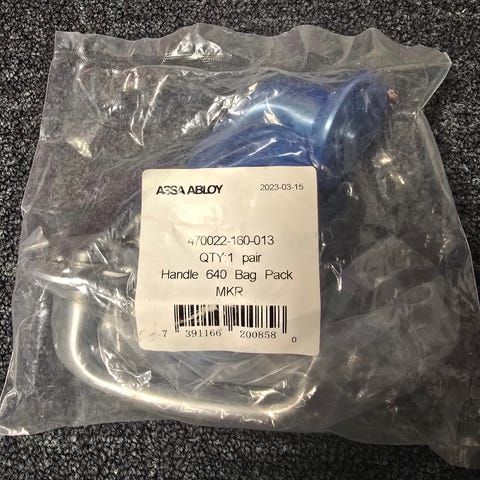 ASSA ABLOY 2023-03-15
470022-160-013
QTY:1 pair
Handle 640 Bag Pack
MKR
7 391166 200858 0